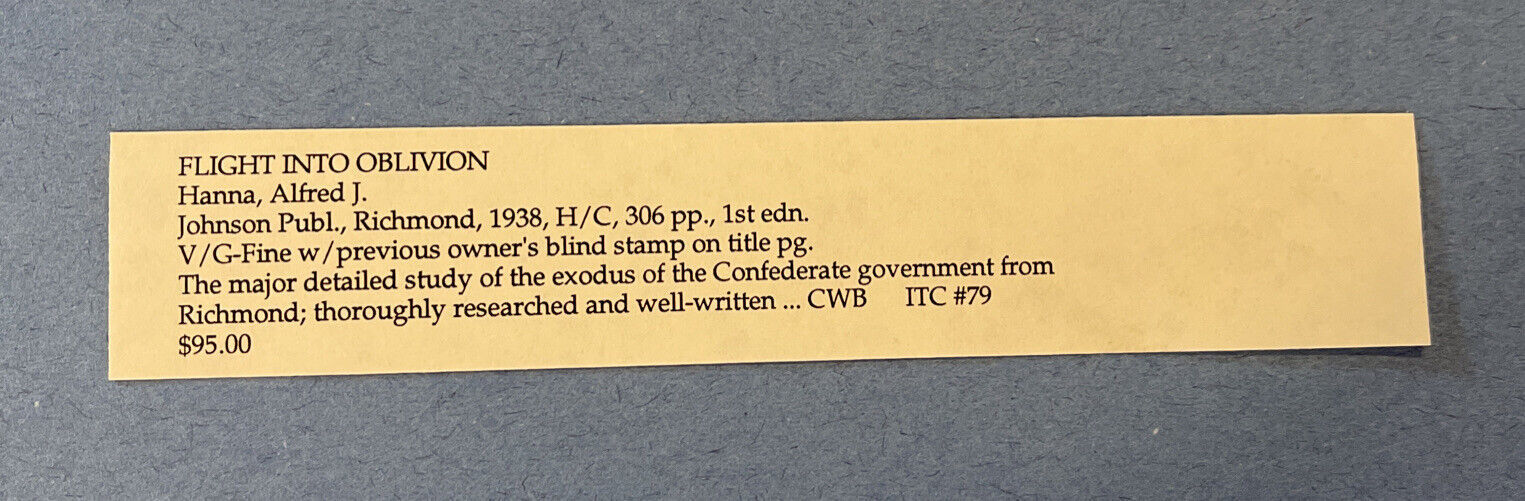 FLIGHT INTO OBLIVION
Hanna, Alfred J.
Johnson Publ., Richmond, 1938, H/C, 306 pp., 1st edn.
V/G-Fine w/previous owner's blind stamp on title pg.
The major detailed study of the exodus of the Confederate government from
Richmond; thoroughly researched and well-written ... CWB ITC #79
$95.00